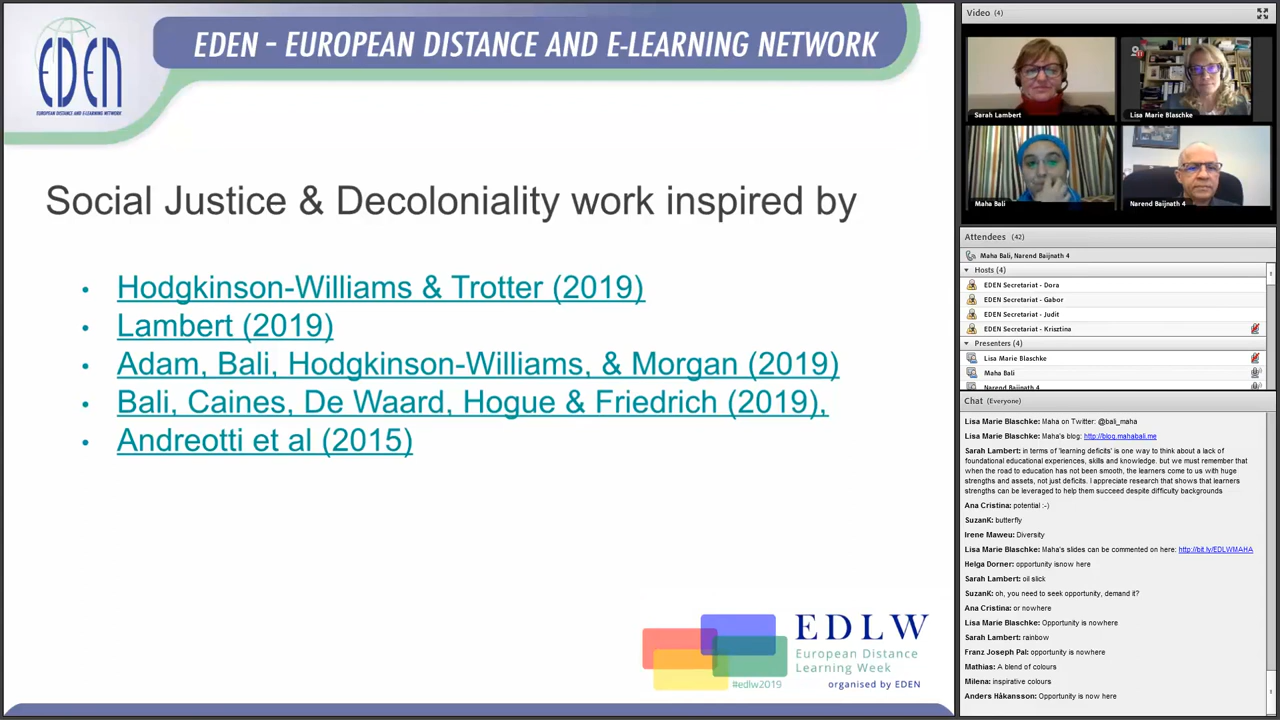 EDEN
EUROPEAN DISTANCE AND E-LEARNING NETWORK
EDEN - EUROPEAN DISTANCE AND E-LEARNING NETWORK
Social Justice & Decoloniality work inspired by
• Hodgkinson-Williams & Trotter (2019)
• Lambert (2019)
• Adam, Bali, Hodgkinson-Williams, & Morgan (2019)
• Bali, Caines, De Waard, Hogue & Friedrich (2019),
• Andreotti et al (2015)
EDLW
European Distance
Learning Week
#edlw2019
organised by EDEN
Video (4)
Sarah Lambert
Lisa Marie Blaschke
Maha Bali
Narend Baijnath 4
Attendees (42)
Maha Bali, Narend Baijnath 4
Hosts (4)
EDEN Secretariat - Dora
EDEN Secretariat - Gabor
EDEN Secretariat - Judit
EDEN Secretariat - Krisztina
Presenters (4)
Lisa Marie Blaschke
Maha Bali
Narend Baijnath 4
Chat (Everyone)
Lisa Marie Blaschke: Maha on Twitter: @bali_maha
Lisa Marie Blaschke: Maha's blog: http://blog.mahabali.me
Sarah Lambert: in terms of 'learning deficits' is one way to think about a lack of
foundational educational experiences, skills and knowledge. but we must remember that
when the road to education has not been smooth, the learners come to us with huge
strengths and assets, not just deficits. I appreciate research that shows that learners
strengths can be leveraged to help them succeed despite difficulty backgrounds
Ana Cristina: potential :-)
SuzanK: butterfly
Irene Maweu: Diversity
Lisa Marie Blaschke: Maha's slides can be commented on here: http://bit.ly/EDLWMAHA
Helga Dorner: opportunity isnow here
Sarah Lambert: oil slick
SuzanK: oh, you need to seek opportunity, demand it?
Ana Cristina: or nowhere
Lisa Marie Blaschke: Opportunity is nowhere
Sarah Lambert: rainbow
Franz Joseph Pal: opportunity is nowhere
Mathias: A blend of colours
Milena: inspirative colours
Anders Håkansson: Opportunity is now here